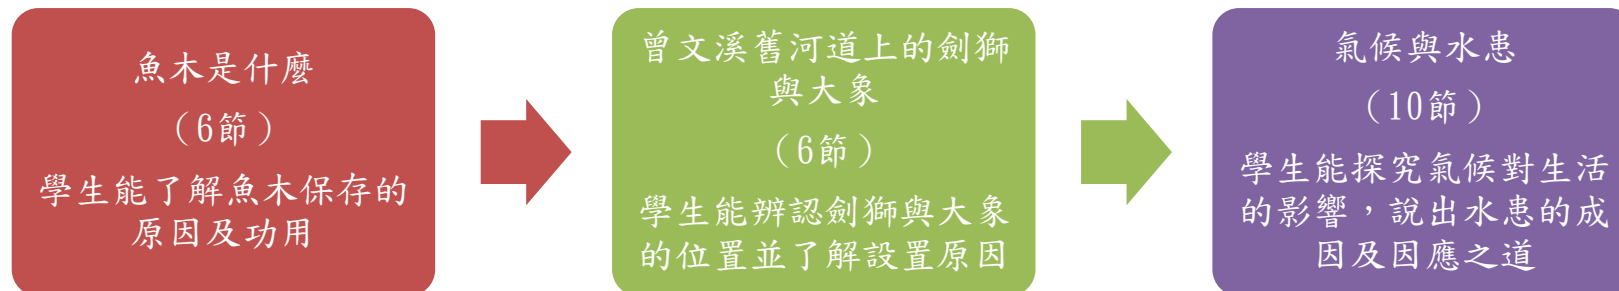 魚木是什麼
（6節）
學生能了解魚木保存的
原因及功用
曾文溪舊河道上的劍獅
與大象
（6節）
學生能辨認劍獅與大象
的位置並了解設置原因
氣候與水患
（10節）
學生能探究氣候對生活
的影響，說出水患的成
因及因應之道